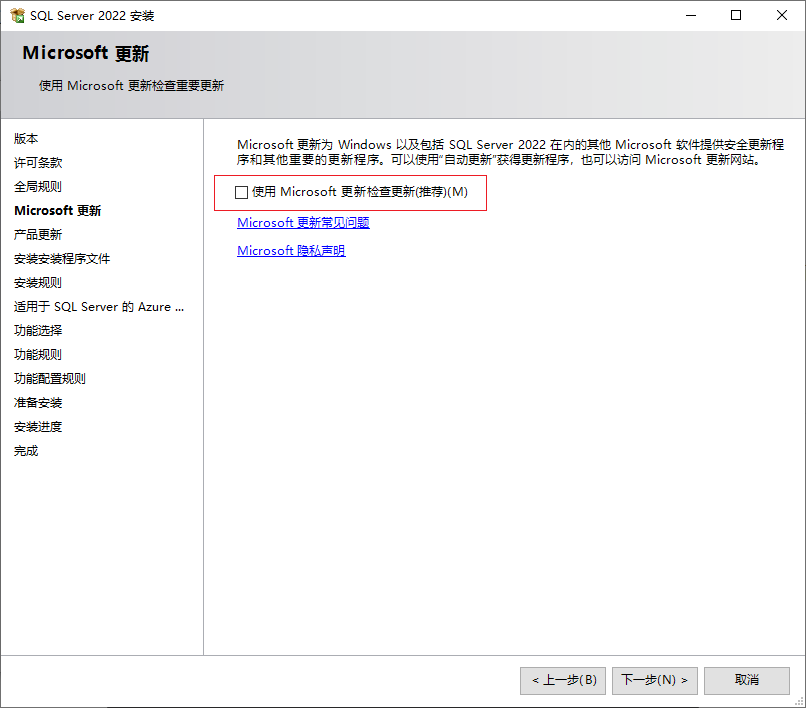 SQL Server 2022 安装
Microsoft 更新
使用 Microsoft 更新检查重要更新
版本
许可条款
全局规则
Microsoft 更新
产品更新
安装安装程序文件
安装规则
适用于 SQL Server 的 Azure ...
功能选择
功能规则
功能配置规则
准备安装
安装进度
完成
Microsoft 更新为 Windows 以及包括 SQL Server 2022 在内的其他 Microsoft 软件提供安全更新程
序和其他重要的更新程序。可以使用“自动更新”获得更新程序，也可以访问 Microsoft 更新网站。
使用 Microsoft 更新检查更新(推荐)(M)
Microsoft 更新常见问题
Microsoft 隐私声明
< 上一步(B)
下一步(N) >
取消